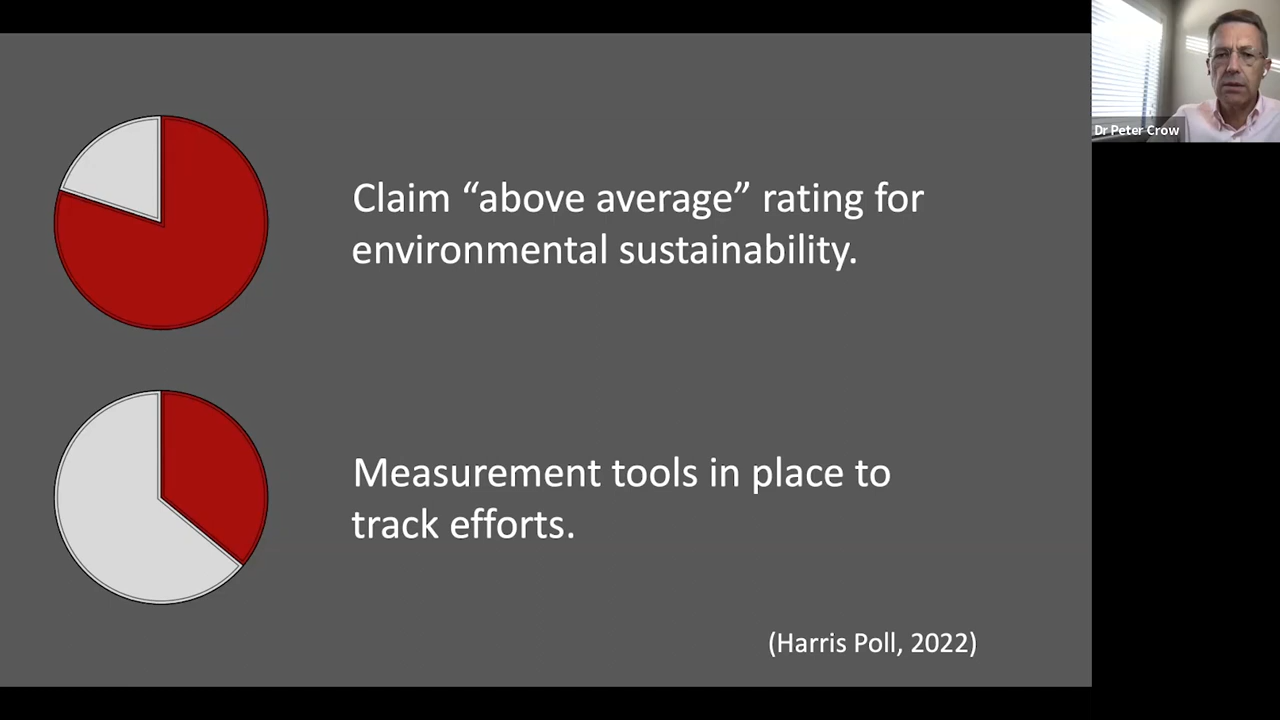 Dr Peter Crow
Claim “above average” rating for
environmental sustainability.
Measurement tools in place to
track efforts.
(Harris Poll, 2022)